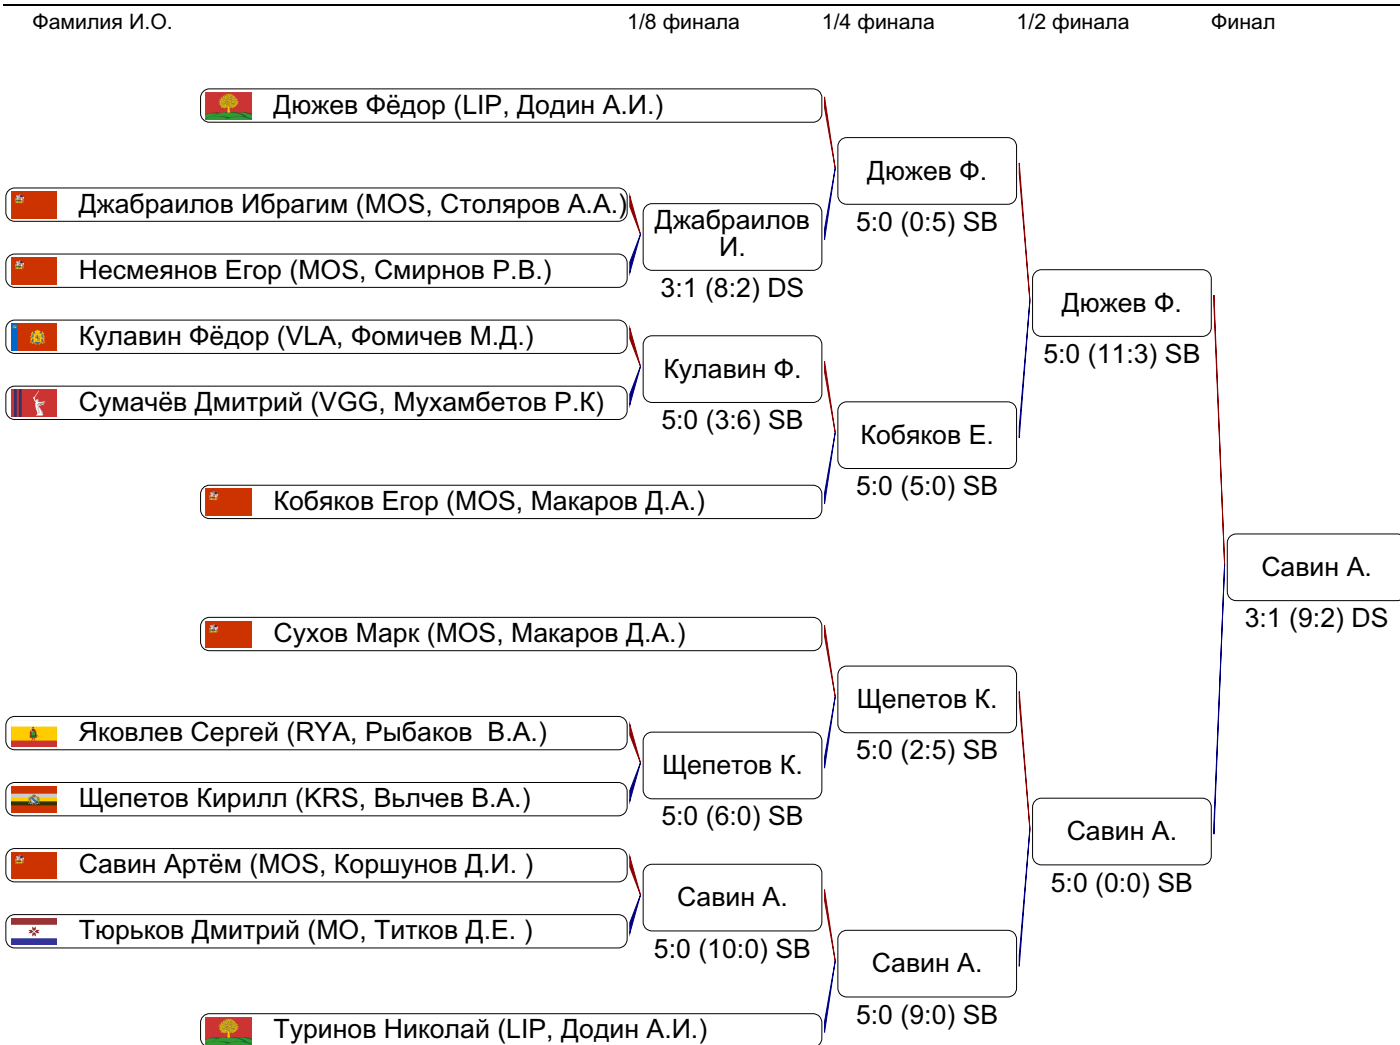 Фамилия И.О. 1/8 финала 1/4 финала 1/2 финала Финал
Дюжев Фёдор (LIP, Додин А.И.)
Дюжев Ф.
5:0 (0:5) SB
Джабраилов Ибрагим (MOS, Столяров А.А.)
Джабраилов
И.
3:1 (8:2) DS
Несмеянов Егор (MOS, Смирнов Р.В.)
Дюжев Ф.
5:0 (11:3) SB
Кулавин Фёдор (VLA, Фомичев М.Д.)
Кулавин Ф.
5:0 (3:6) SB
Сумачёв Дмитрий (VGG, Мухамбетов Р.К)
Кобяков Е.
5:0 (5:0) SB
Кобяков Егор (MOS, Макаров Д.А.)
Савин А.
3:1 (9:2) DS
Сухов Марк (MOS, Макаров Д.А.)
Щепетов К.
5:0 (2:5) SB
Яковлев Сергей (RYA, Рыбаков  В.А.)
Щепетов К.
5:0 (6:0) SB
Щепетов Кирилл (KRS, Вьлчев В.А.)
Савин А.
5:0 (0:0) SB
Савин Артём (MOS, Коршунов Д.И. )
Савин А.
5:0 (10:0) SB
Тюрьков Дмитрий (MO, Титков Д.Е. )
Савин А.
5:0 (9:0) SB
Туринов Николай (LIP, Додин А.И.)